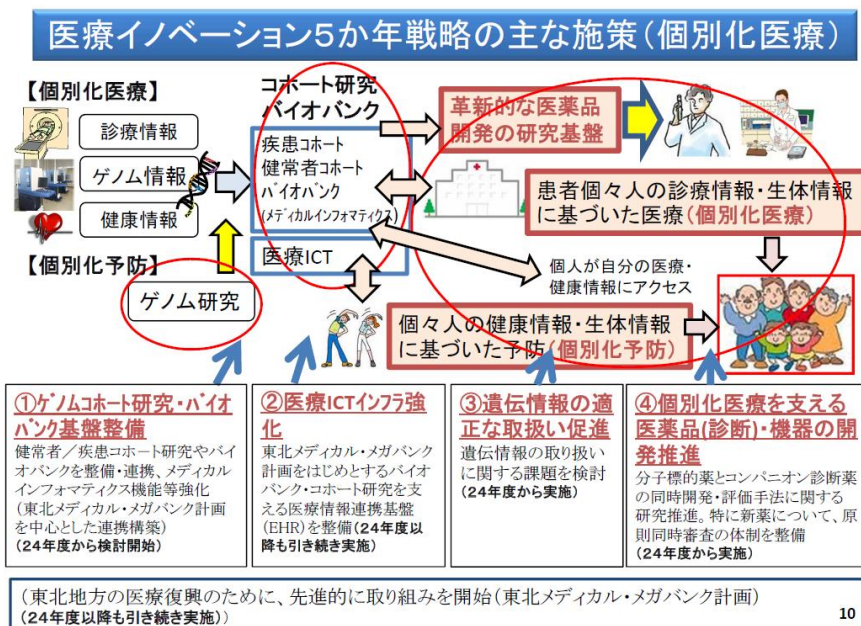 医療イノベーション5か年戦略の主な施策(個別化医療)
【個別化医療】
診療情報
ゲノム情報
健康情報
【個別化予防】
ゲノム研究
コホート研究
バイオバンク
疾患コホート
健常者コホート
バイオバンク
(メディカルインフォマティクス)
医療ICT
革新的な医薬品
開発の研究基盤
患者個々人の診療情報・生体情報
に基づいた医療(個別化医療)
個人が自分の医療・
健康情報にアクセス
個々人の健康情報・生体情報
に基づいた予防(個別化予防)
①ゲノムコホート研究・バイオ
バンク基盤整備
健常者/疾患コホート研究やバイ
オバンクを整備・連携、メディカル
インフォマティクス機能等強化
(東北メディカル・メガバンク計画
を中心とした連携構築)
(24年度から検討開始)
②医療ICTインフラ強
化
東北メディカル・メガバンク
計画をはじめとするバイオ
バンク・コホート研究を支
える医療情報連携基盤
(EHR)を整備(24年度以
降も引き続き実施)
③遺伝情報の適
正な取扱い促進
遺伝情報の取り扱い
に関する課題を検討
(24年度から実施)
④個別化医療を支える
医薬品(診断)・機器の開
発推進
分子標的薬とコンパニオン診断薬
の同時開発・評価手法に関する
研究推進。特に新薬について、原
則同時審査の体制を整備
(24年度から実施)
(東北地方の医療復興のために、先進的に取り組みを開始(東北メディカル・メガバンク計画)
(24年度以降も引き続き実施))
10